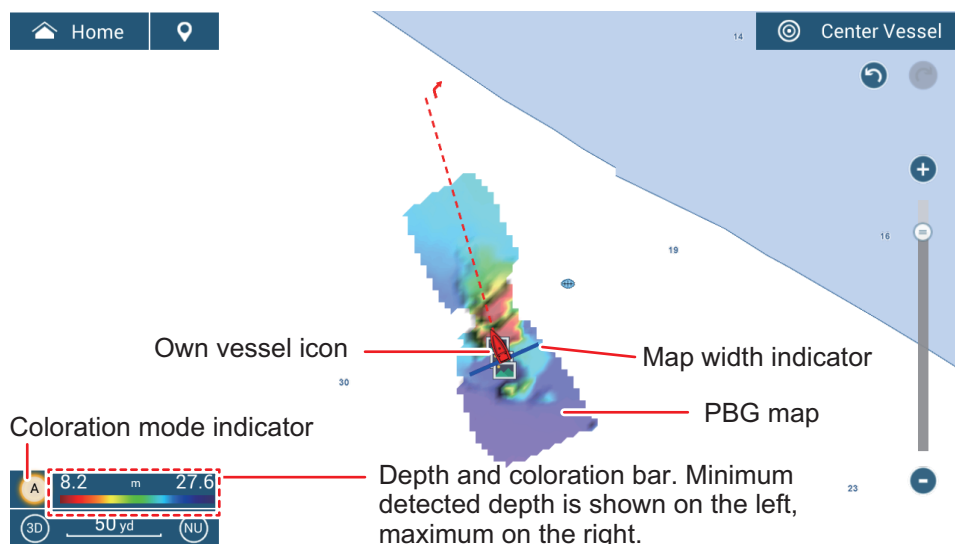 Home
14
Center Vessel
16
19
Own vessel icon
Map width indicator
30
PBG map
Coloration mode indicator
A
8.2 m 27.6
Depth and coloration bar. Minimum
detected depth is shown on the left,
maximum on the right.
23
3D
50 yd
NU